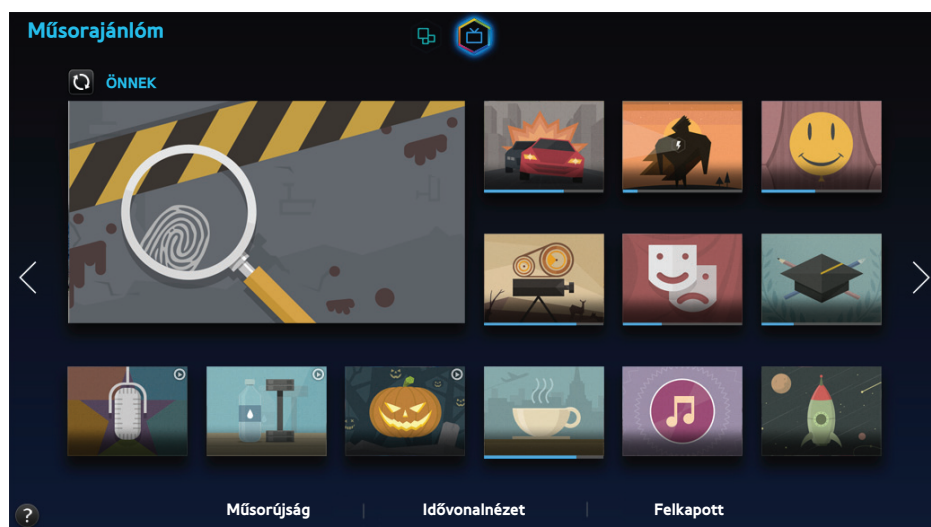 Műsorajánlóm
ÖNNEK
Műsorújság
Idővonalnézet
Felkapott
?